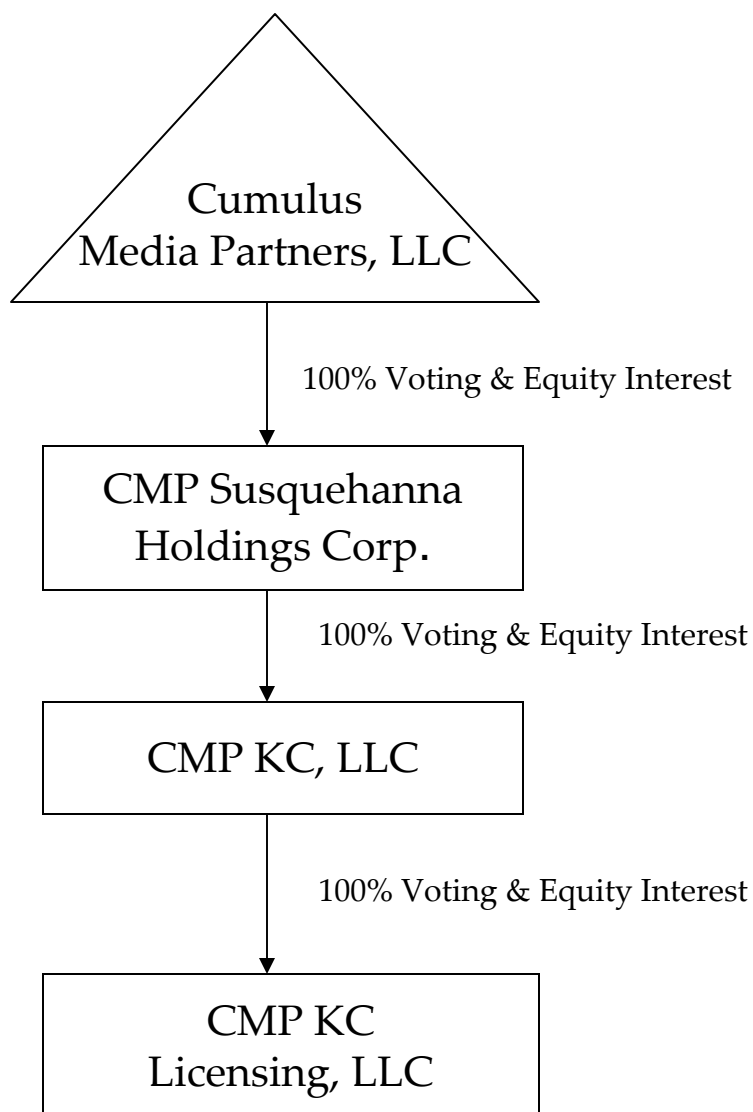 Cumulus
Media Partners, LLC
100% Voting & Equity Interest
CMP Susquehanna
Holdings Corp.
100% Voting & Equity Interest
CMP KC, LLC
100% Voting & Equity Interest
CMP KC
Licensing, LLC